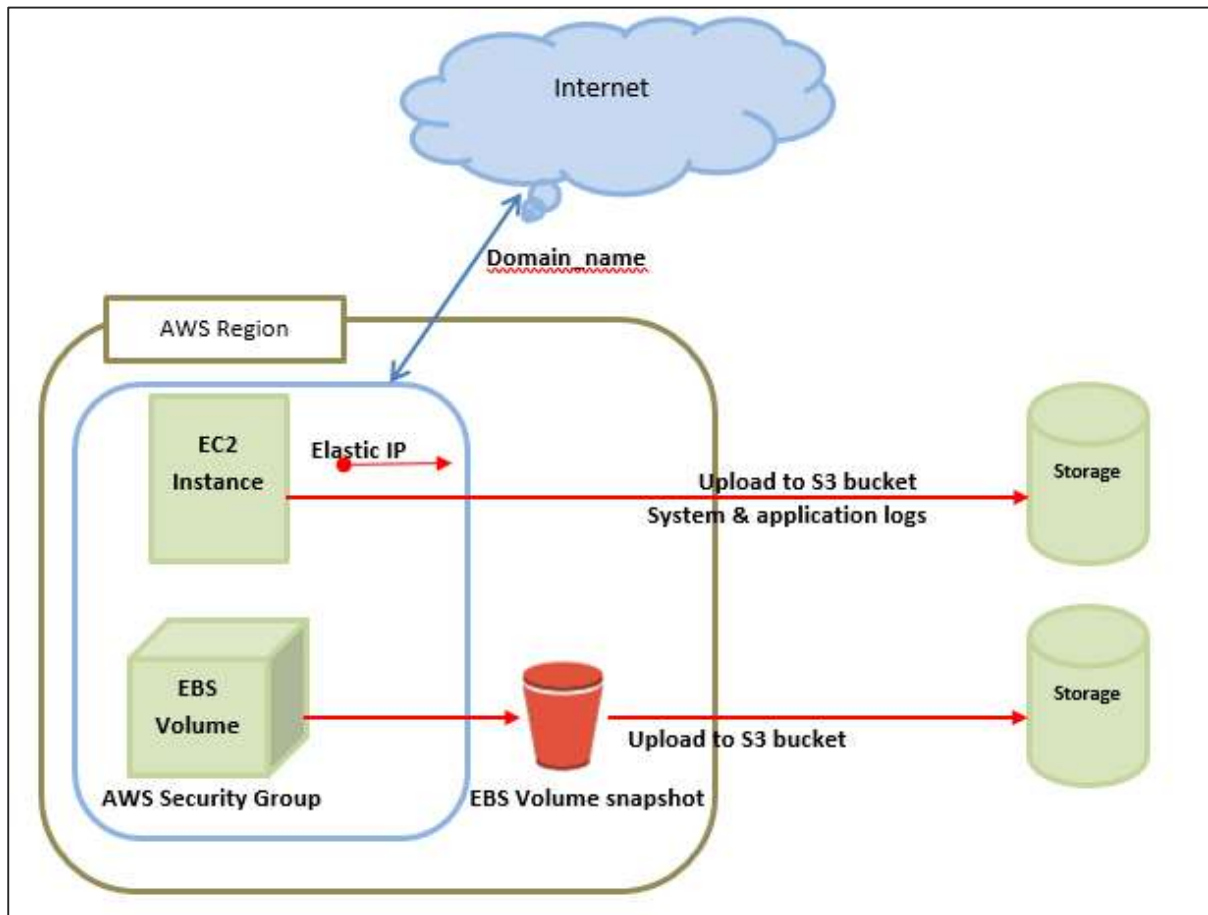 Internet
Domain_name
AWS Region
EC2
Instance
Elastic IP
Upload to S3 bucket
System & application logs
Storage
EBS
Volume
Storage
Upload to S3 bucket
AWS Security Group
EBS Volume snapshot